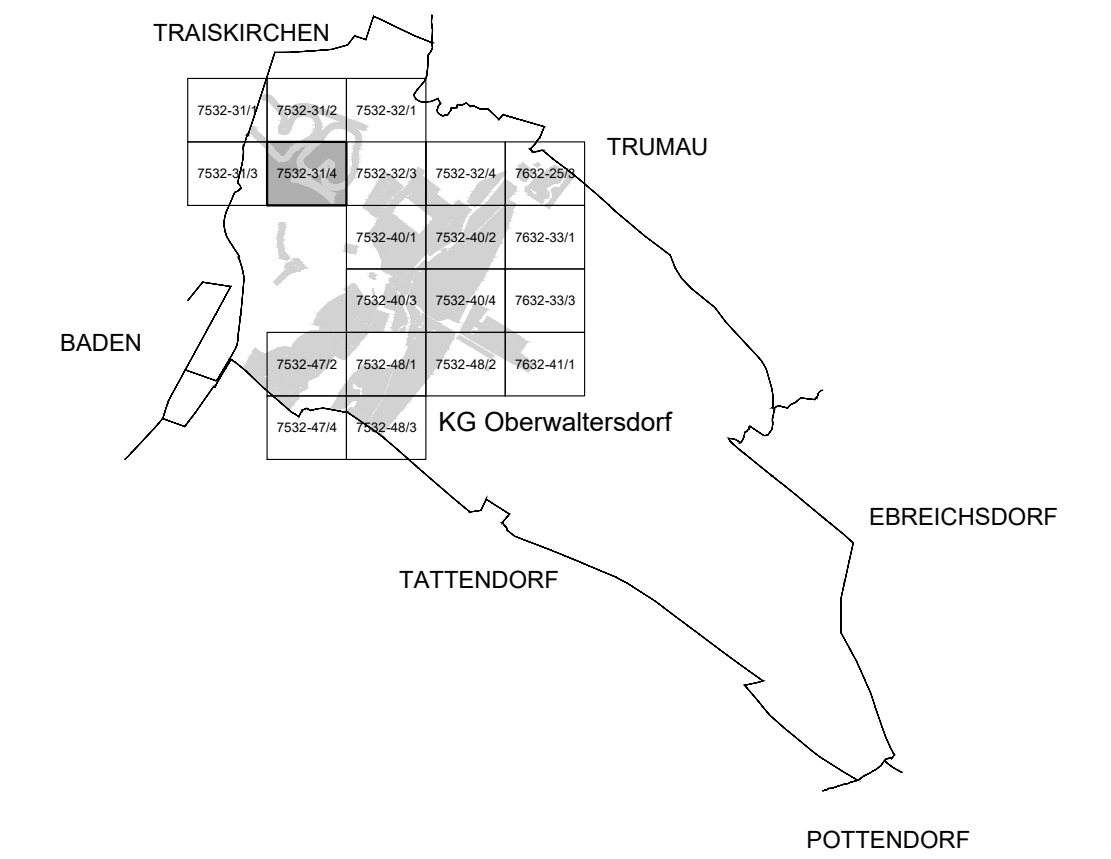 TRAISKIRCHEN
7532-31/1 7532-31/2 7532-32/1
TRUMAU
7532-31/3 7532-31/4 7532-32/3 7532-32/4 7632-25/3
7532-40/1 7532-40/2 7632-33/1
7532-40/3 7532-40/4 7632-33/3
BADEN
7532-47/2 7532-48/1 7532-48/2 7632-41/1
KG Oberwaltersdorf
7532-47/4 7532-48/3
EBREICHSDORF
TATTENDORF
POTTENDORF